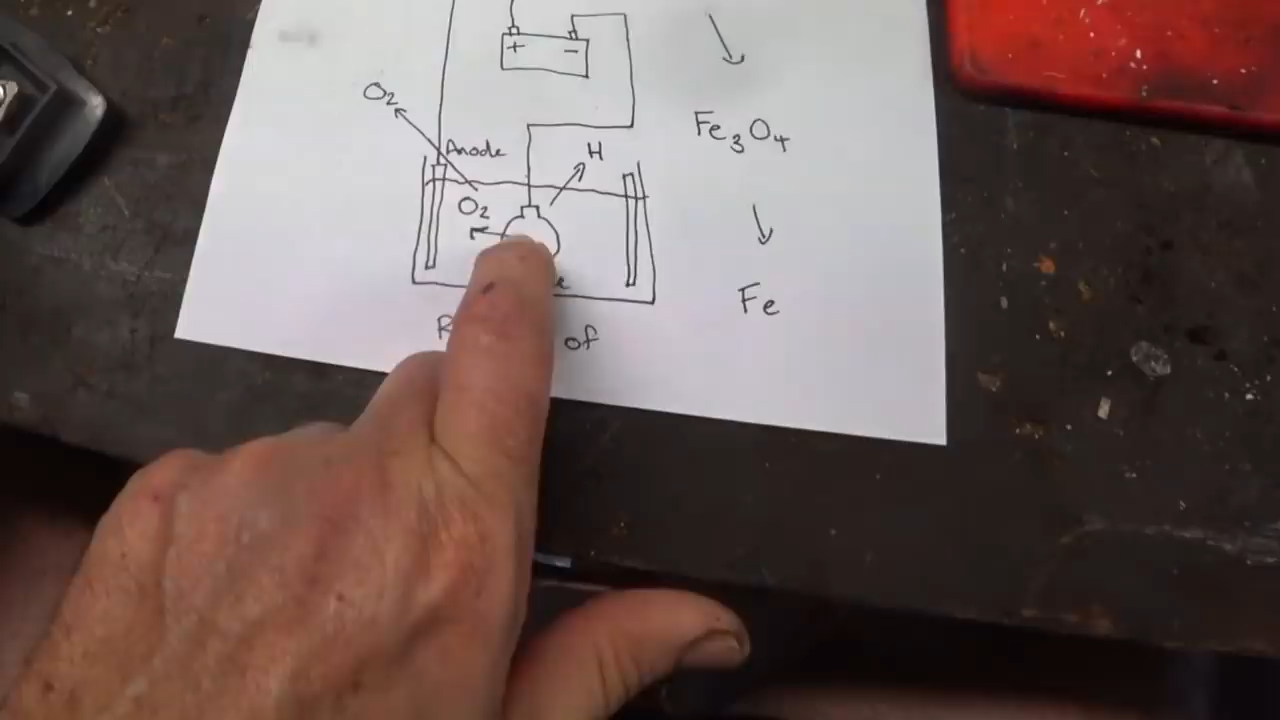 + −
O₂
Fe₃O₄
Anode
H
O₂
Fe
of